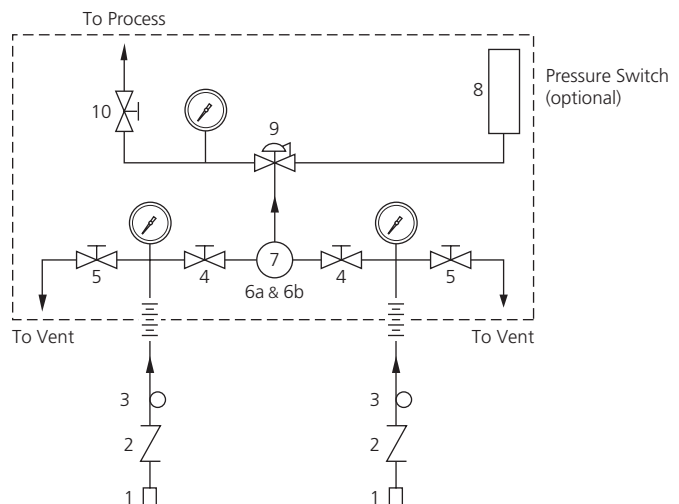 To Process
Pressure Switch
(optional)
8
10
9
5
4
7
4
5
6a & 6b
To Vent
To Vent
3
3
2
2
1
1